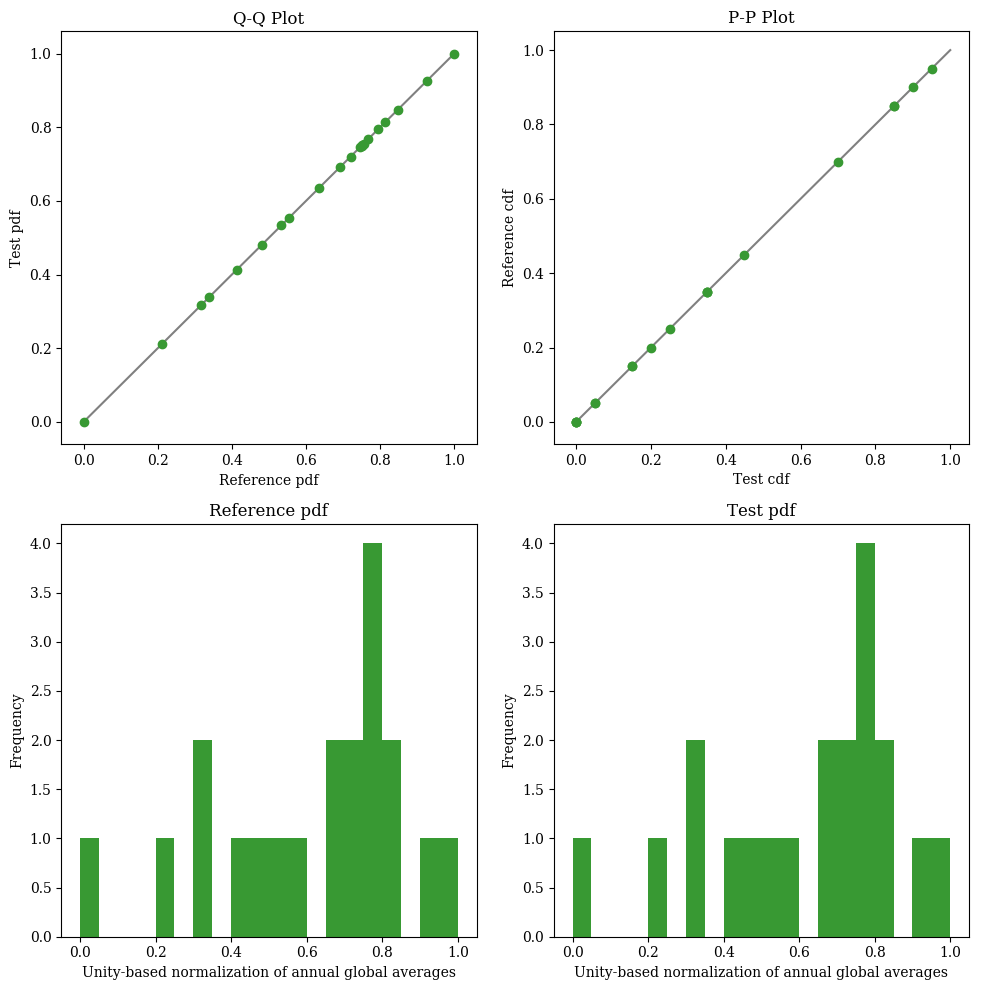 Q-Q Plot
1.0
0.8
0.6
0.4
0.2
0.0
Test pdf
0.0 0.2 0.4 0.6 0.8 1.0
Reference pdf
P-P Plot
1.0
0.8
0.6
0.4
0.2
0.0
Reference cdf
0.0 0.2 0.4 0.6 0.8 1.0
Test cdf
Reference pdf
4.0
3.5
3.0
2.5
2.0
1.5
1.0
0.5
0.0
Frequency
0.0 0.2 0.4 0.6 0.8 1.0
Unity-based normalization of annual global averages
Test pdf
4.0
3.5
3.0
2.5
2.0
1.5
1.0
0.5
0.0
Frequency
0.0 0.2 0.4 0.6 0.8 1.0
Unity-based normalization of annual global averages